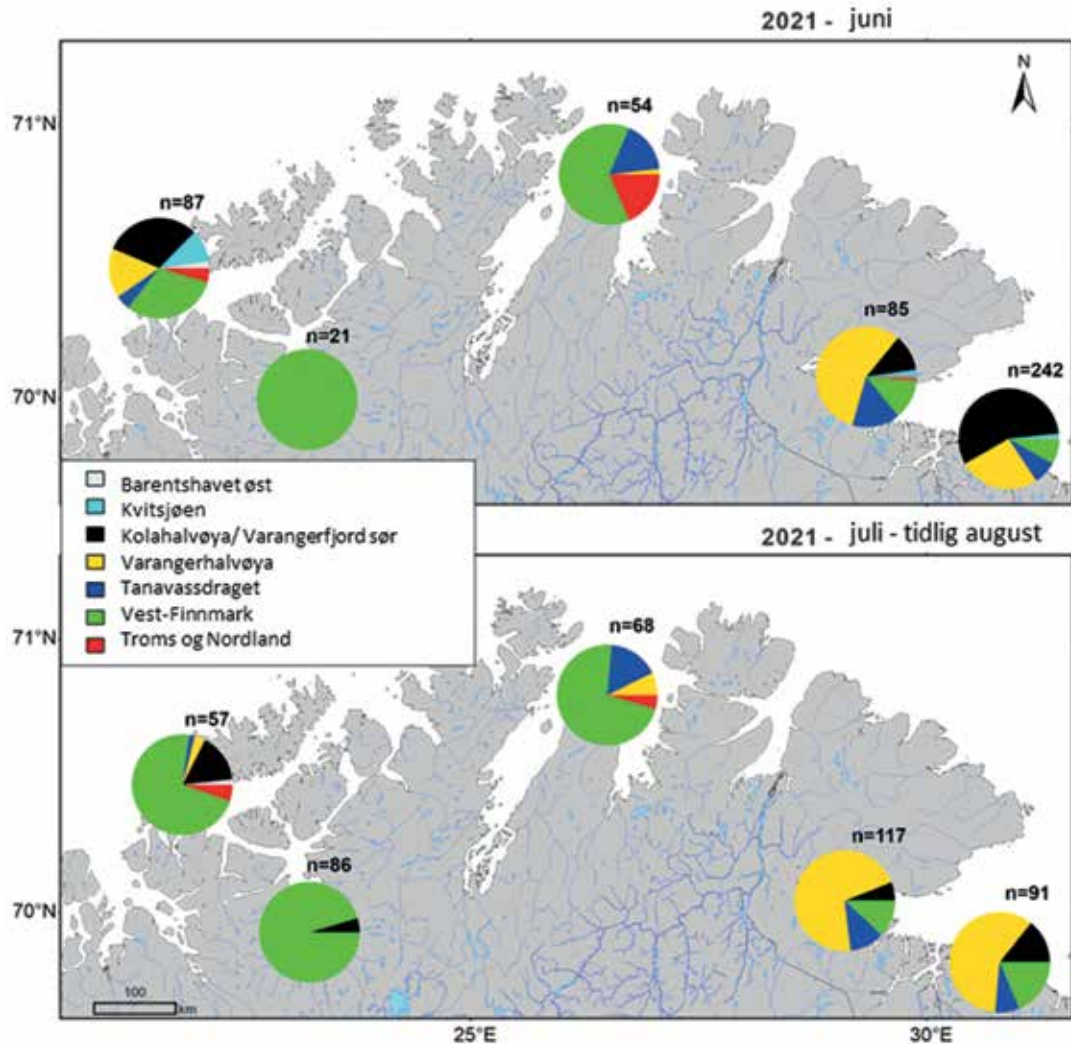 2021 - juni
N
71°N
n=54
n=87
n=85
n=21
n=242
70°N
Barentshavet øst
Kvitsjøen
Kolahalvøya/ Varangerfjord sør
Varangerhalvøya
Tanavassdraget
Vest-Finnmark
Troms og Nordland
2021 - juli - tidlig august
71°N
n=68
n=57
n=117
n=86
n=91
70°N
100
km
25°E
30°E